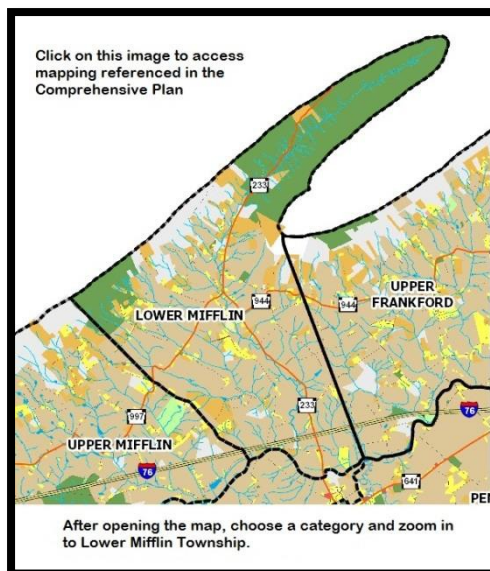 Click on this image to access
mapping referenced in the
Comprehensive Plan
233
UPPER
FRANKFORD
944
944
LOWER MIFFLIN
233
997
76
UPPER MIFFLIN
76
641
PE
After opening the map, choose a category and zoom in
to Lower Mifflin Township.